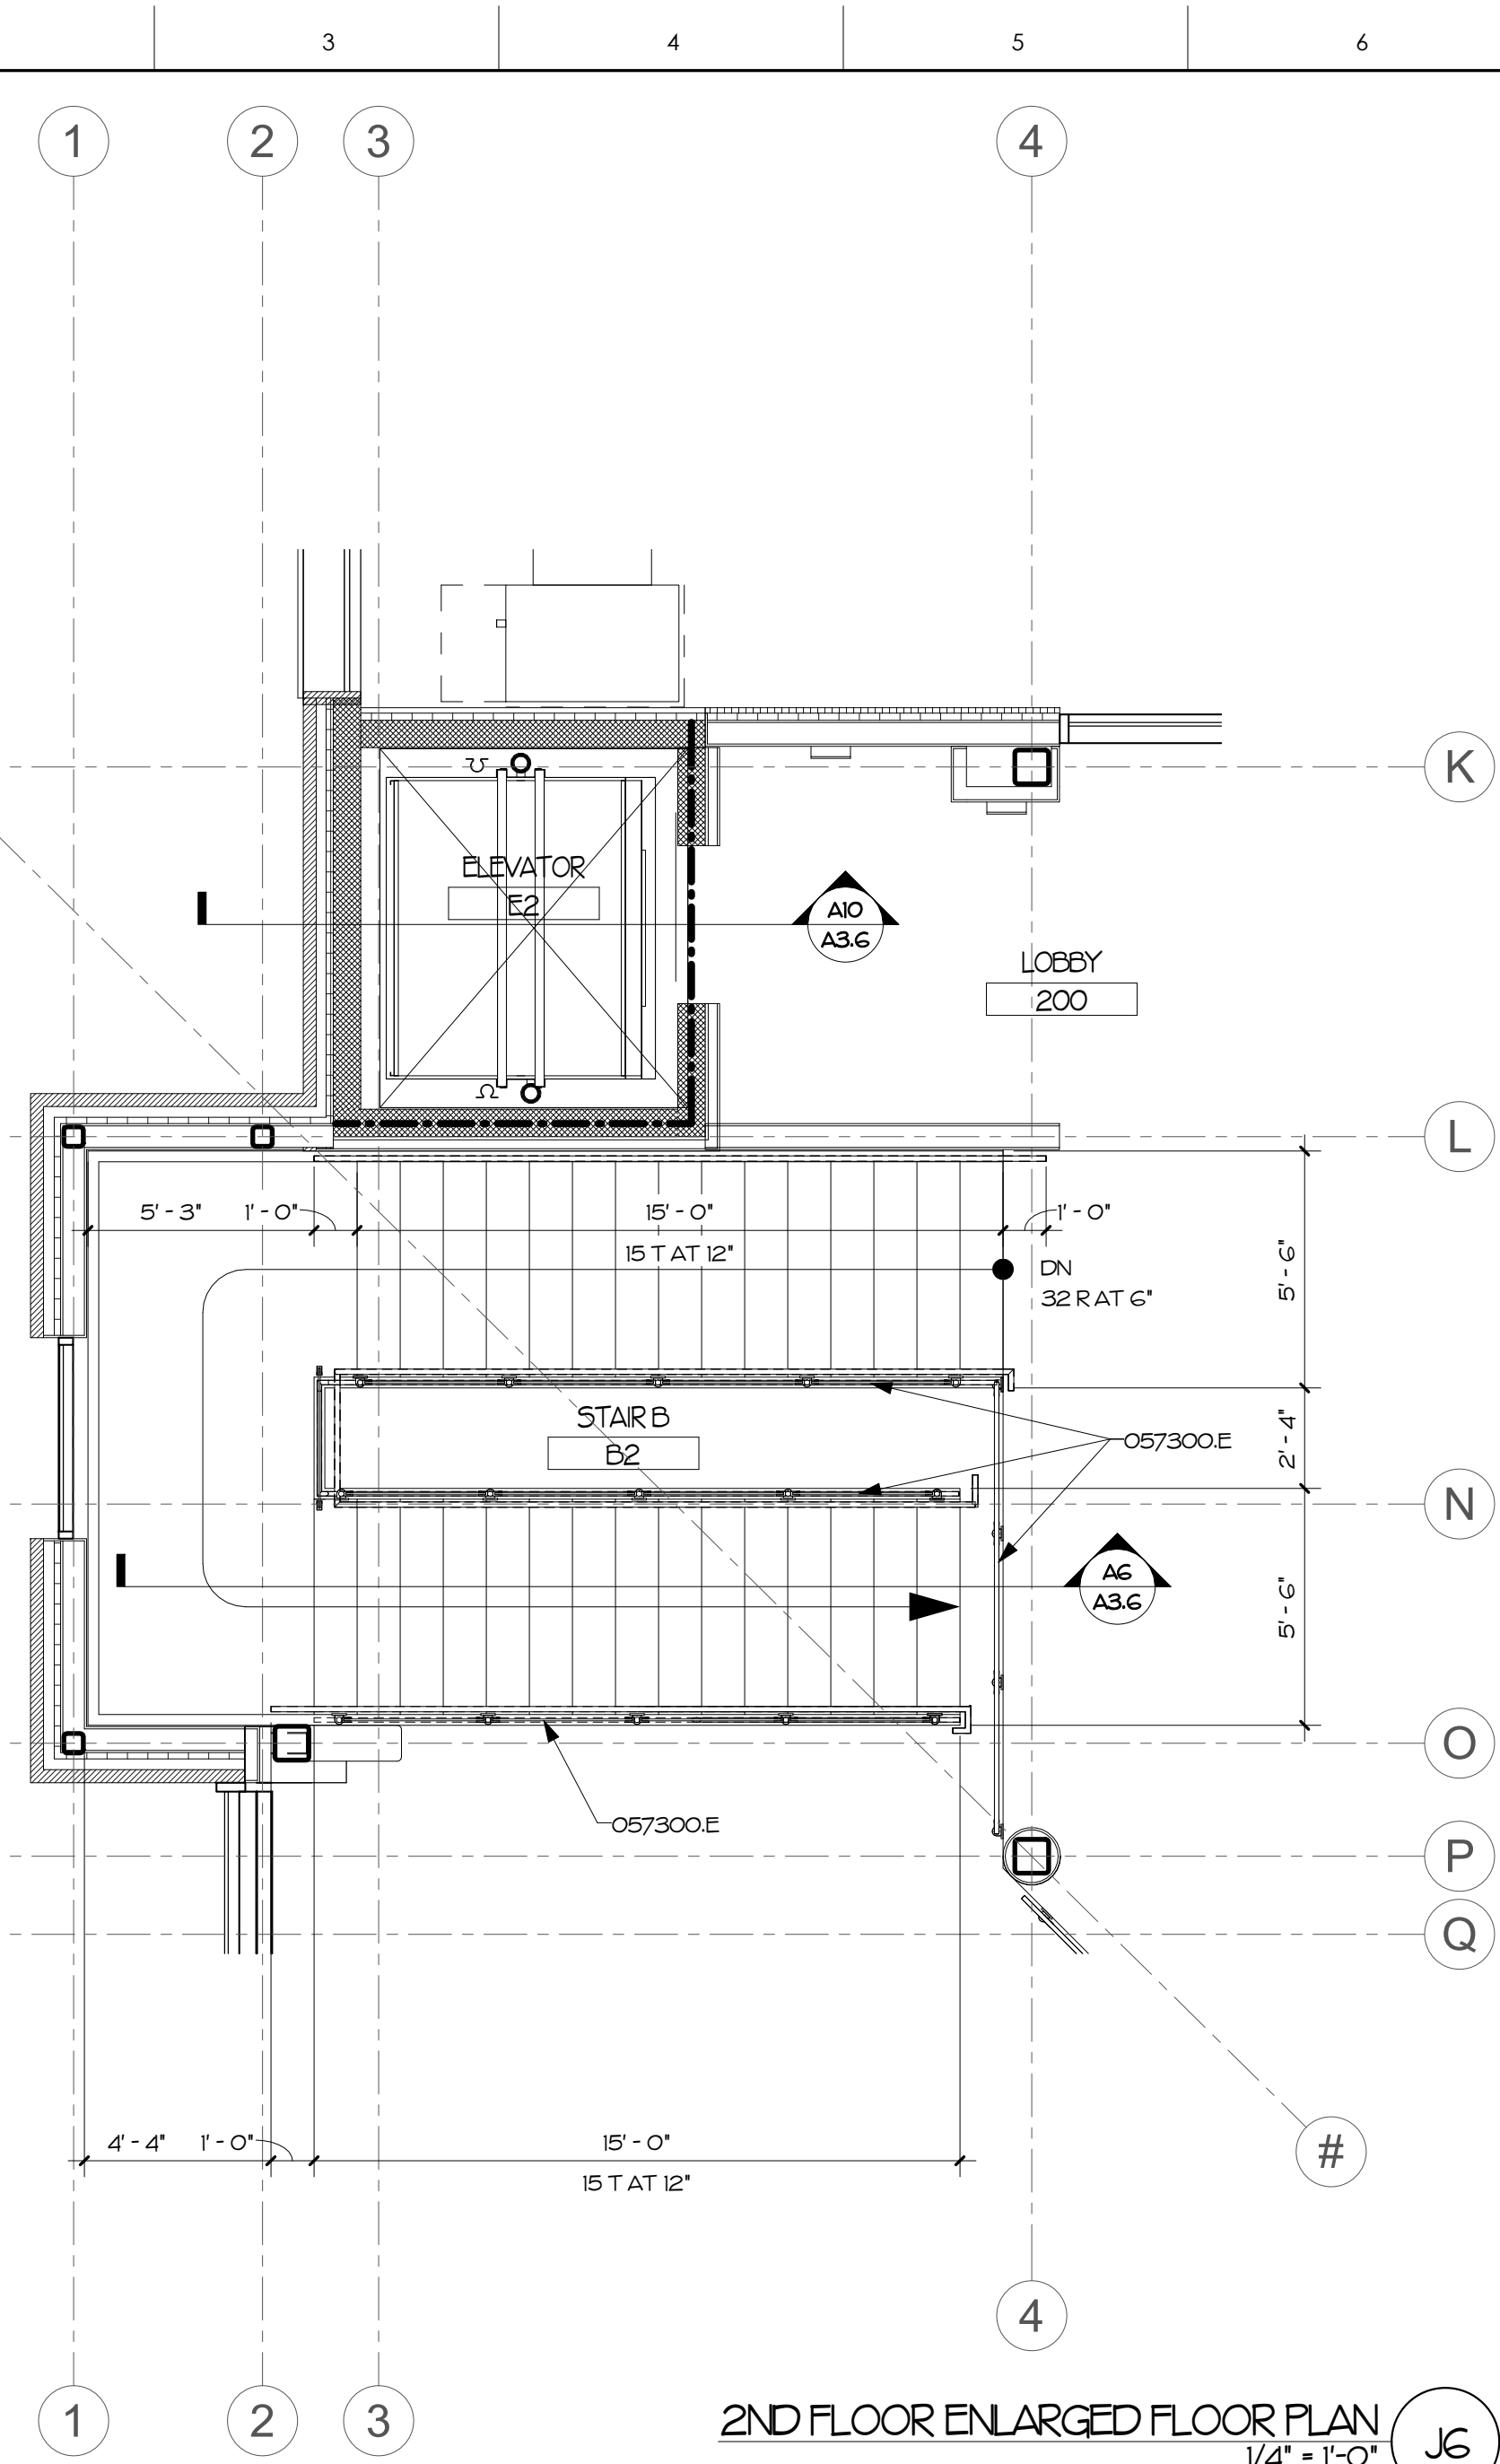 3 4 5 6
1 2 3 4
K
ELEVATOR
E2
A10
A3.6
LOBBY
200
L
5' - 3" 1' - 0" 15' - 0" 1' - 0"
15 T AT 12"
DN
32 R AT 6"
5' - 6"
STAIR B
B2
057300.E
2' - 4"
N
A6
A3.6
5' - 6"
O
057300.E
P
Q
4' - 4" 1' - 0" 15' - 0"
15 T AT 12"
#
4
1 2 3
2ND FLOOR ENLARGED FLOOR PLAN
1/4" = 1'-0"
J6